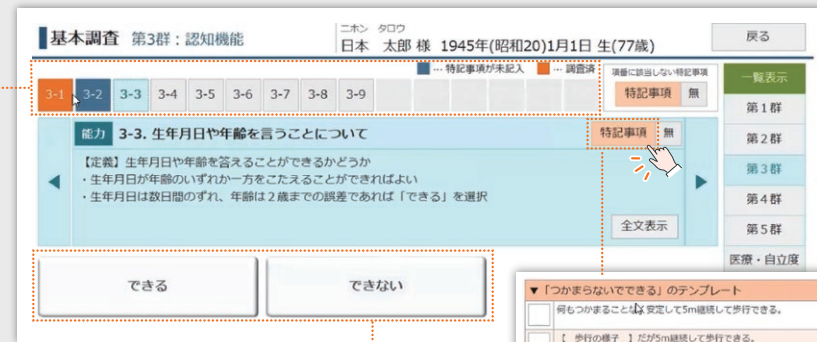 基本調査 第3群:認知機能
ニホン タロウ
日本 太郎 様 1945年(昭和20)1月1日 生(77歳)
戻る
■… 特記事項が未記入 ■… 調査済
項番に該当しない特記事項
特記事項 無
一覧表示
3-1 3-2 3-3 3-4 3-5 3-6 3-7 3-8 3-9
第1群
第2群
第3群
第4群
第5群
医療・自立度
能力 3-3. 生年月日や年齢を言うことについて
特記事項 無
【定義】生年月日や年齢を答えることができるかどうか
・生年月日か年齢のいずれか一方をこたえることができればよい
・生年月日は数日間のずれ、年齢は2歳までの誤差であれば「できる」を選択
全文表示
できる
できない
▼「つかまらないでできる」のテンプレート
何もつかまることなく安定して5m継続して歩行できる。
【 歩行の様子 】だが5m継続して歩行できる。